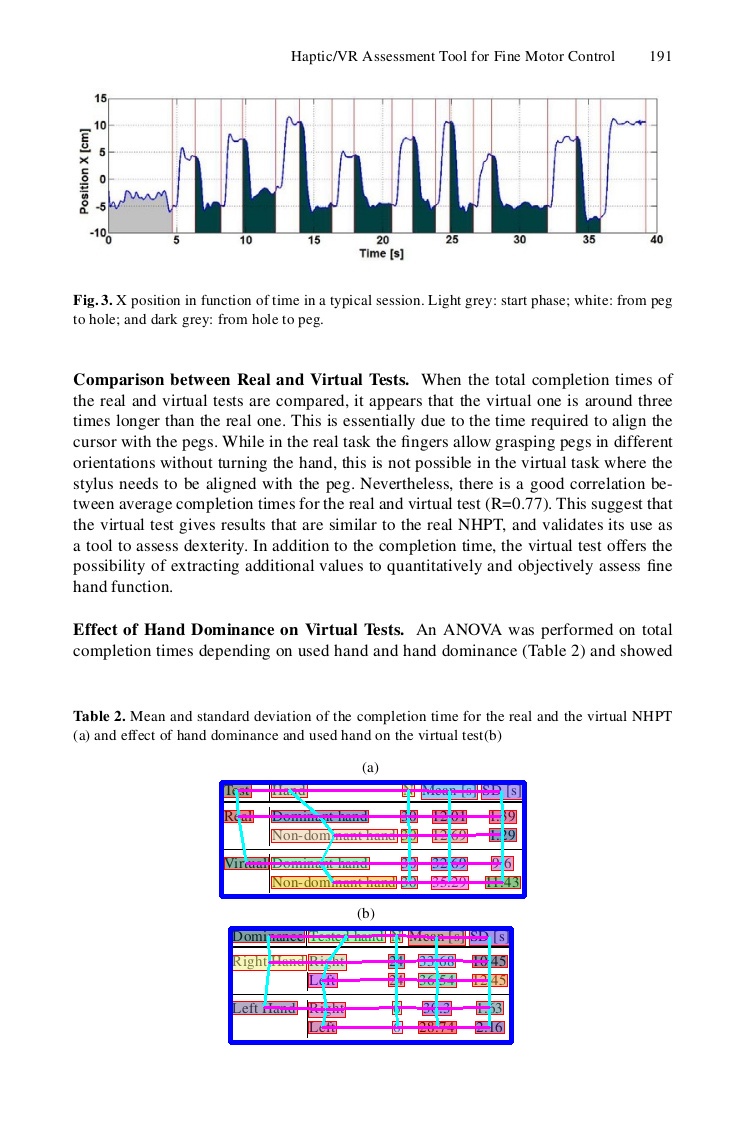 Haptic/VR Assessment Tool for Fine Motor Control 191
15
10
5
0
-5
-10
Position X [cm]
0 5 10 15 20 25 30 35 40
Time [s]
Fig. 3. X position in function of time in a typical session. Light grey: start phase; white: from peg
to hole; and dark grey: from hole to peg.
Comparison between Real and Virtual Tests. When the total completion times of
the real and virtual tests are compared, it appears that the virtual one is around three
times longer than the real one. This is essentially due to the time required to align the
cursor with the pegs. While in the real task the fingers allow grasping pegs in different
orientations without turning the hand, this is not possible in the virtual task where the
stylus needs to be aligned with the peg. Nevertheless, there is a good correlation be-
tween average completion times for the real and virtual test (R=0.77). This suggest that
the virtual test gives results that are similar to the real NHPT, and validates its use as
a tool to assess dexterity. In addition to the completion time, the virtual test offers the
possibility of extracting additional values to quantitatively and objectively assess fine
hand function.
Effect of Hand Dominance on Virtual Tests. An ANOVA was performed on total
completion times depending on used hand and hand dominance (Table 2) and showed
Table 2. Mean and standard deviation of the completion time for the real and the virtual NHPT
(a) and effect of hand dominance and used hand on the virtual test(b)
(a)
Test Hand N Mean [s] SD [s]
Real Dominant hand 30 12.01 1.39
Non-dominant hand 30 12.69 1.29
Virtual Dominant hand 30 32.69 9.6
Non-dominant hand 30 35.29 11.43
(b)
Dominance Tested hand N Mean [s] SD [s]
Right Hand Right 24 33.68 10.45
Left 24 36.54 12.45
Left Hand Right 6 1.63
Left 6 28.74 2.16